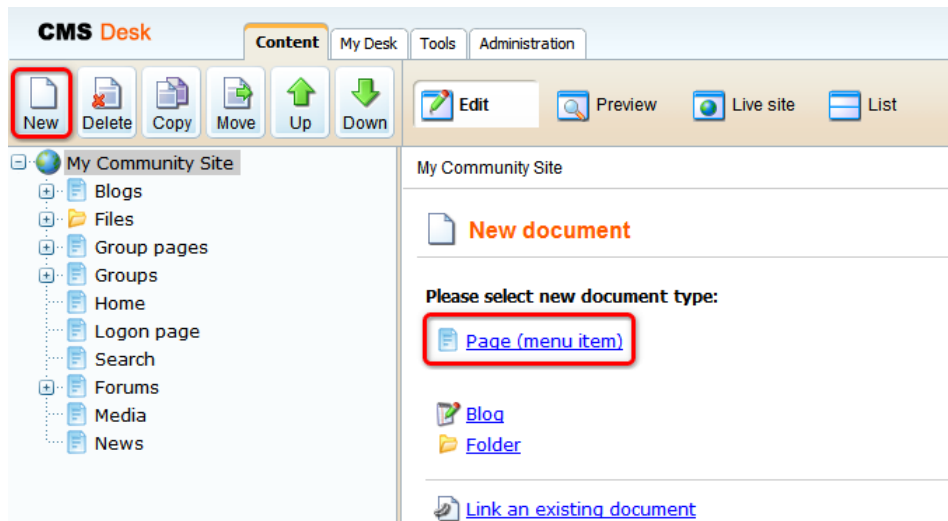 CMS Desk
Content
My Desk
Tools
Administration
New
Delete
Copy
Move
Up
Down
Edit
Preview
Live site
List
My Community Site
Blogs
Files
Group pages
Groups
Home
Logon page
Search
Forums
Media
News
My Community Site
New document
Please select new document type:
Page (menu item)
Blog
Folder
Link an existing document